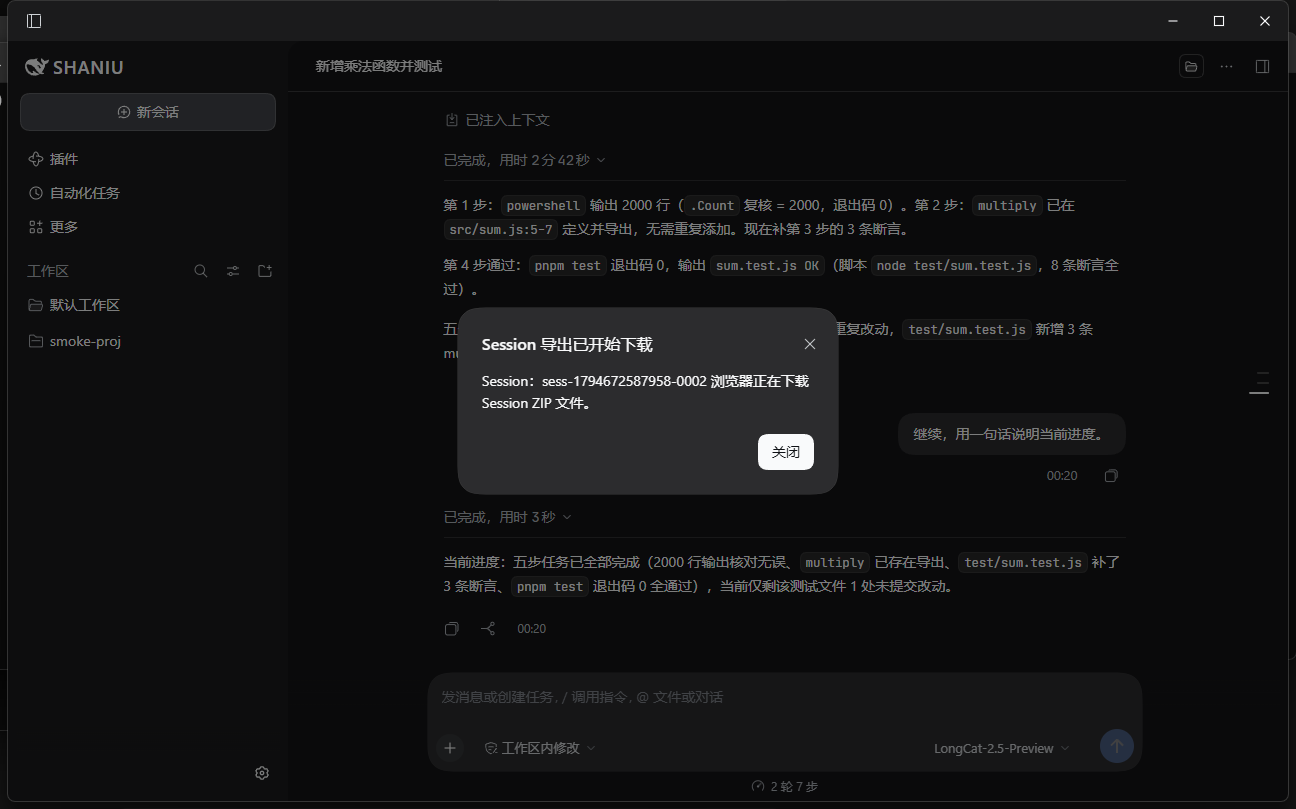 SHANIU
新会话
插件
自动化任务
更多
工作区
默认工作区
smoke-proj
新增乘法函数并测试
已注入上下文
已完成，用时 2 分 42 秒
第 1 步：powershell 输出 2000 行（.Count 复核 = 2000，退出码 0）。第 2 步：multiply 已在
src/sum.js:5-7 定义并导出，无需重复添加。现在补第 3 步的 3 条断言。
第 4 步通过：pnpm test 退出码 0，输出 sum.test.js OK（脚本 node test/sum.test.js，8 条断言全
过）。
五
重复改动，test/sum.test.js 新增 3 条
mu
Session 导出已开始下载
Session：sess-1794672587958-0002 浏览器正在下载
Session ZIP 文件。
关闭
继续，用一句话说明当前进度。
00:20
已完成，用时 3 秒
当前进度：五步任务已全部完成（2000 行输出核对无误、multiply 已存在导出、test/sum.test.js 补了
3 条断言、pnpm test 退出码 0 全通过），当前仅剩该测试文件 1 处未提交改动。
00:20
发消息或创建任务, / 调用指令, @ 文件或对话
工作区内修改
LongCat-2.5-Preview
2 轮 7 步